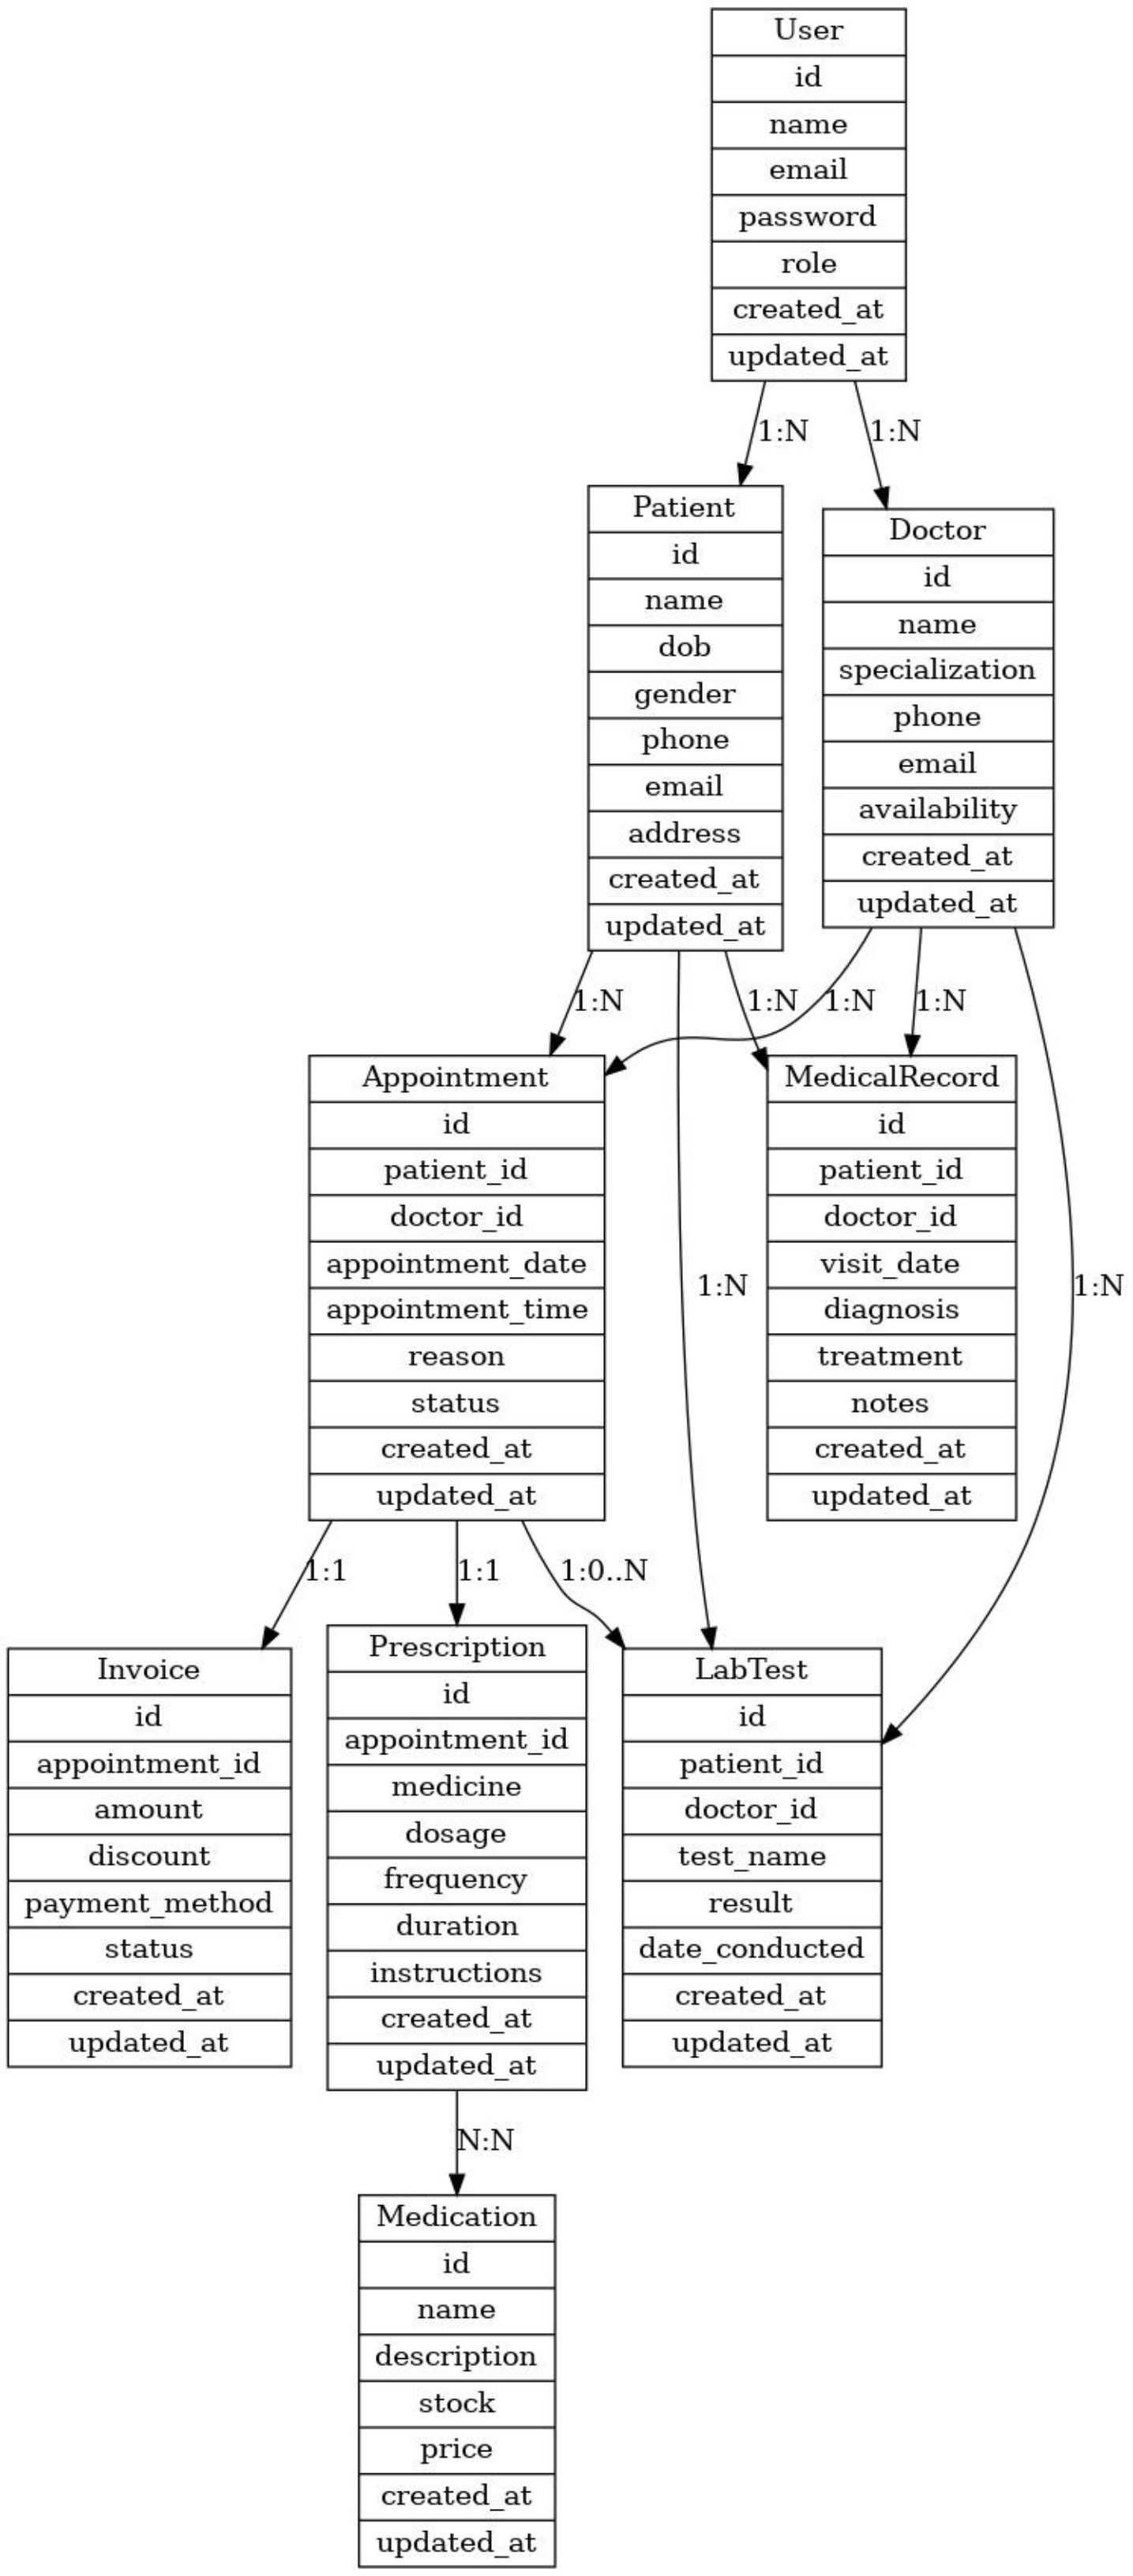 User
id
name
email
password
role
created_at
updated_at
1:N
1:N
Patient
id
name
dob
gender
phone
email
address
created_at
updated_at
Doctor
id
name
specialization
phone
email
availability
created_at
updated_at
1:N
1:N
1:N
1:N
Appointment
id
patient_id
doctor_id
appointment_date
appointment_time
reason
status
created_at
updated_at
1:N
MedicalRecord
id
patient_id
doctor_id
visit_date
diagnosis
treatment
notes
created_at
updated_at
1:N
1:1
1:1
1:0..N
Invoice
id
appointment_id
amount
discount
payment_method
status
created_at
updated_at
Prescription
id
appointment_id
medicine
dosage
frequency
duration
instructions
created_at
updated_at
LabTest
id
patient_id
doctor_id
test_name
result
date_conducted
created_at
updated_at
N:N
Medication
id
name
description
stock
price
created_at
updated_at